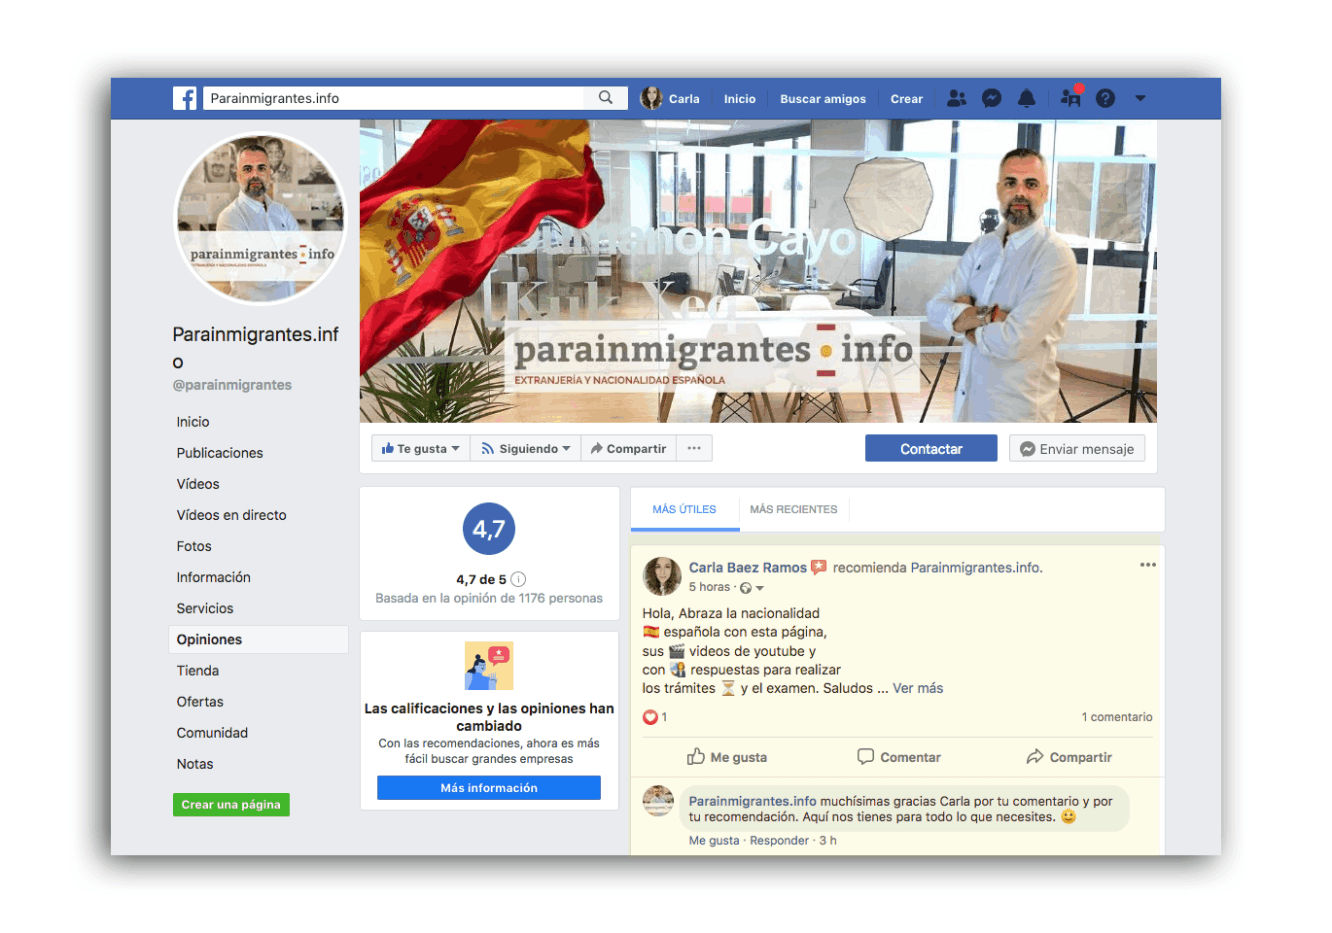 Parainmigrantes.info
Carla
Inicio
Buscar amigos
Crear
parainmigrantes info
EXTRANJERÍA Y NACIONALIDAD ESPAÑOLA
Parainmigrantes.inf
o
@parainmigrantes
Inicio
Publicaciones
Vídeos
Vídeos en directo
Fotos
Información
Servicios
Opiniones
Tienda
Ofertas
Comunidad
Notas
Crear una página
Cayo
parainmigrantes info
EXTRANJERÍA Y NACIONALIDAD ESPAÑOLA
Te gusta Siguiendo Compartir ···
Contactar Enviar mensaje
4,7
4,7 de 5
Basada en la opinión de 1176 personas
Las calificaciones y las opiniones han
cambiado
Con las recomendaciones, ahora es más
fácil buscar grandes empresas
Más información
MÁS ÚTILES MÁS RECIENTES
Carla Baez Ramos recomienda Parainmigrantes.info.
5 horas ·
Hola, Abraza la nacionalidad
🇪🇸 española con esta página,
sus 🎬 videos de youtube y
con respuestas para realizar
los trámites ⏳ y el examen. Saludos ... Ver más
1
1 comentario
Me gusta Comentar Compartir
Parainmigrantes.info muchísimas gracias Carla por tu comentario y por
tu recomendación. Aquí nos tienes para todo lo que necesites. 🙂
Me gusta · Responder · 3 h